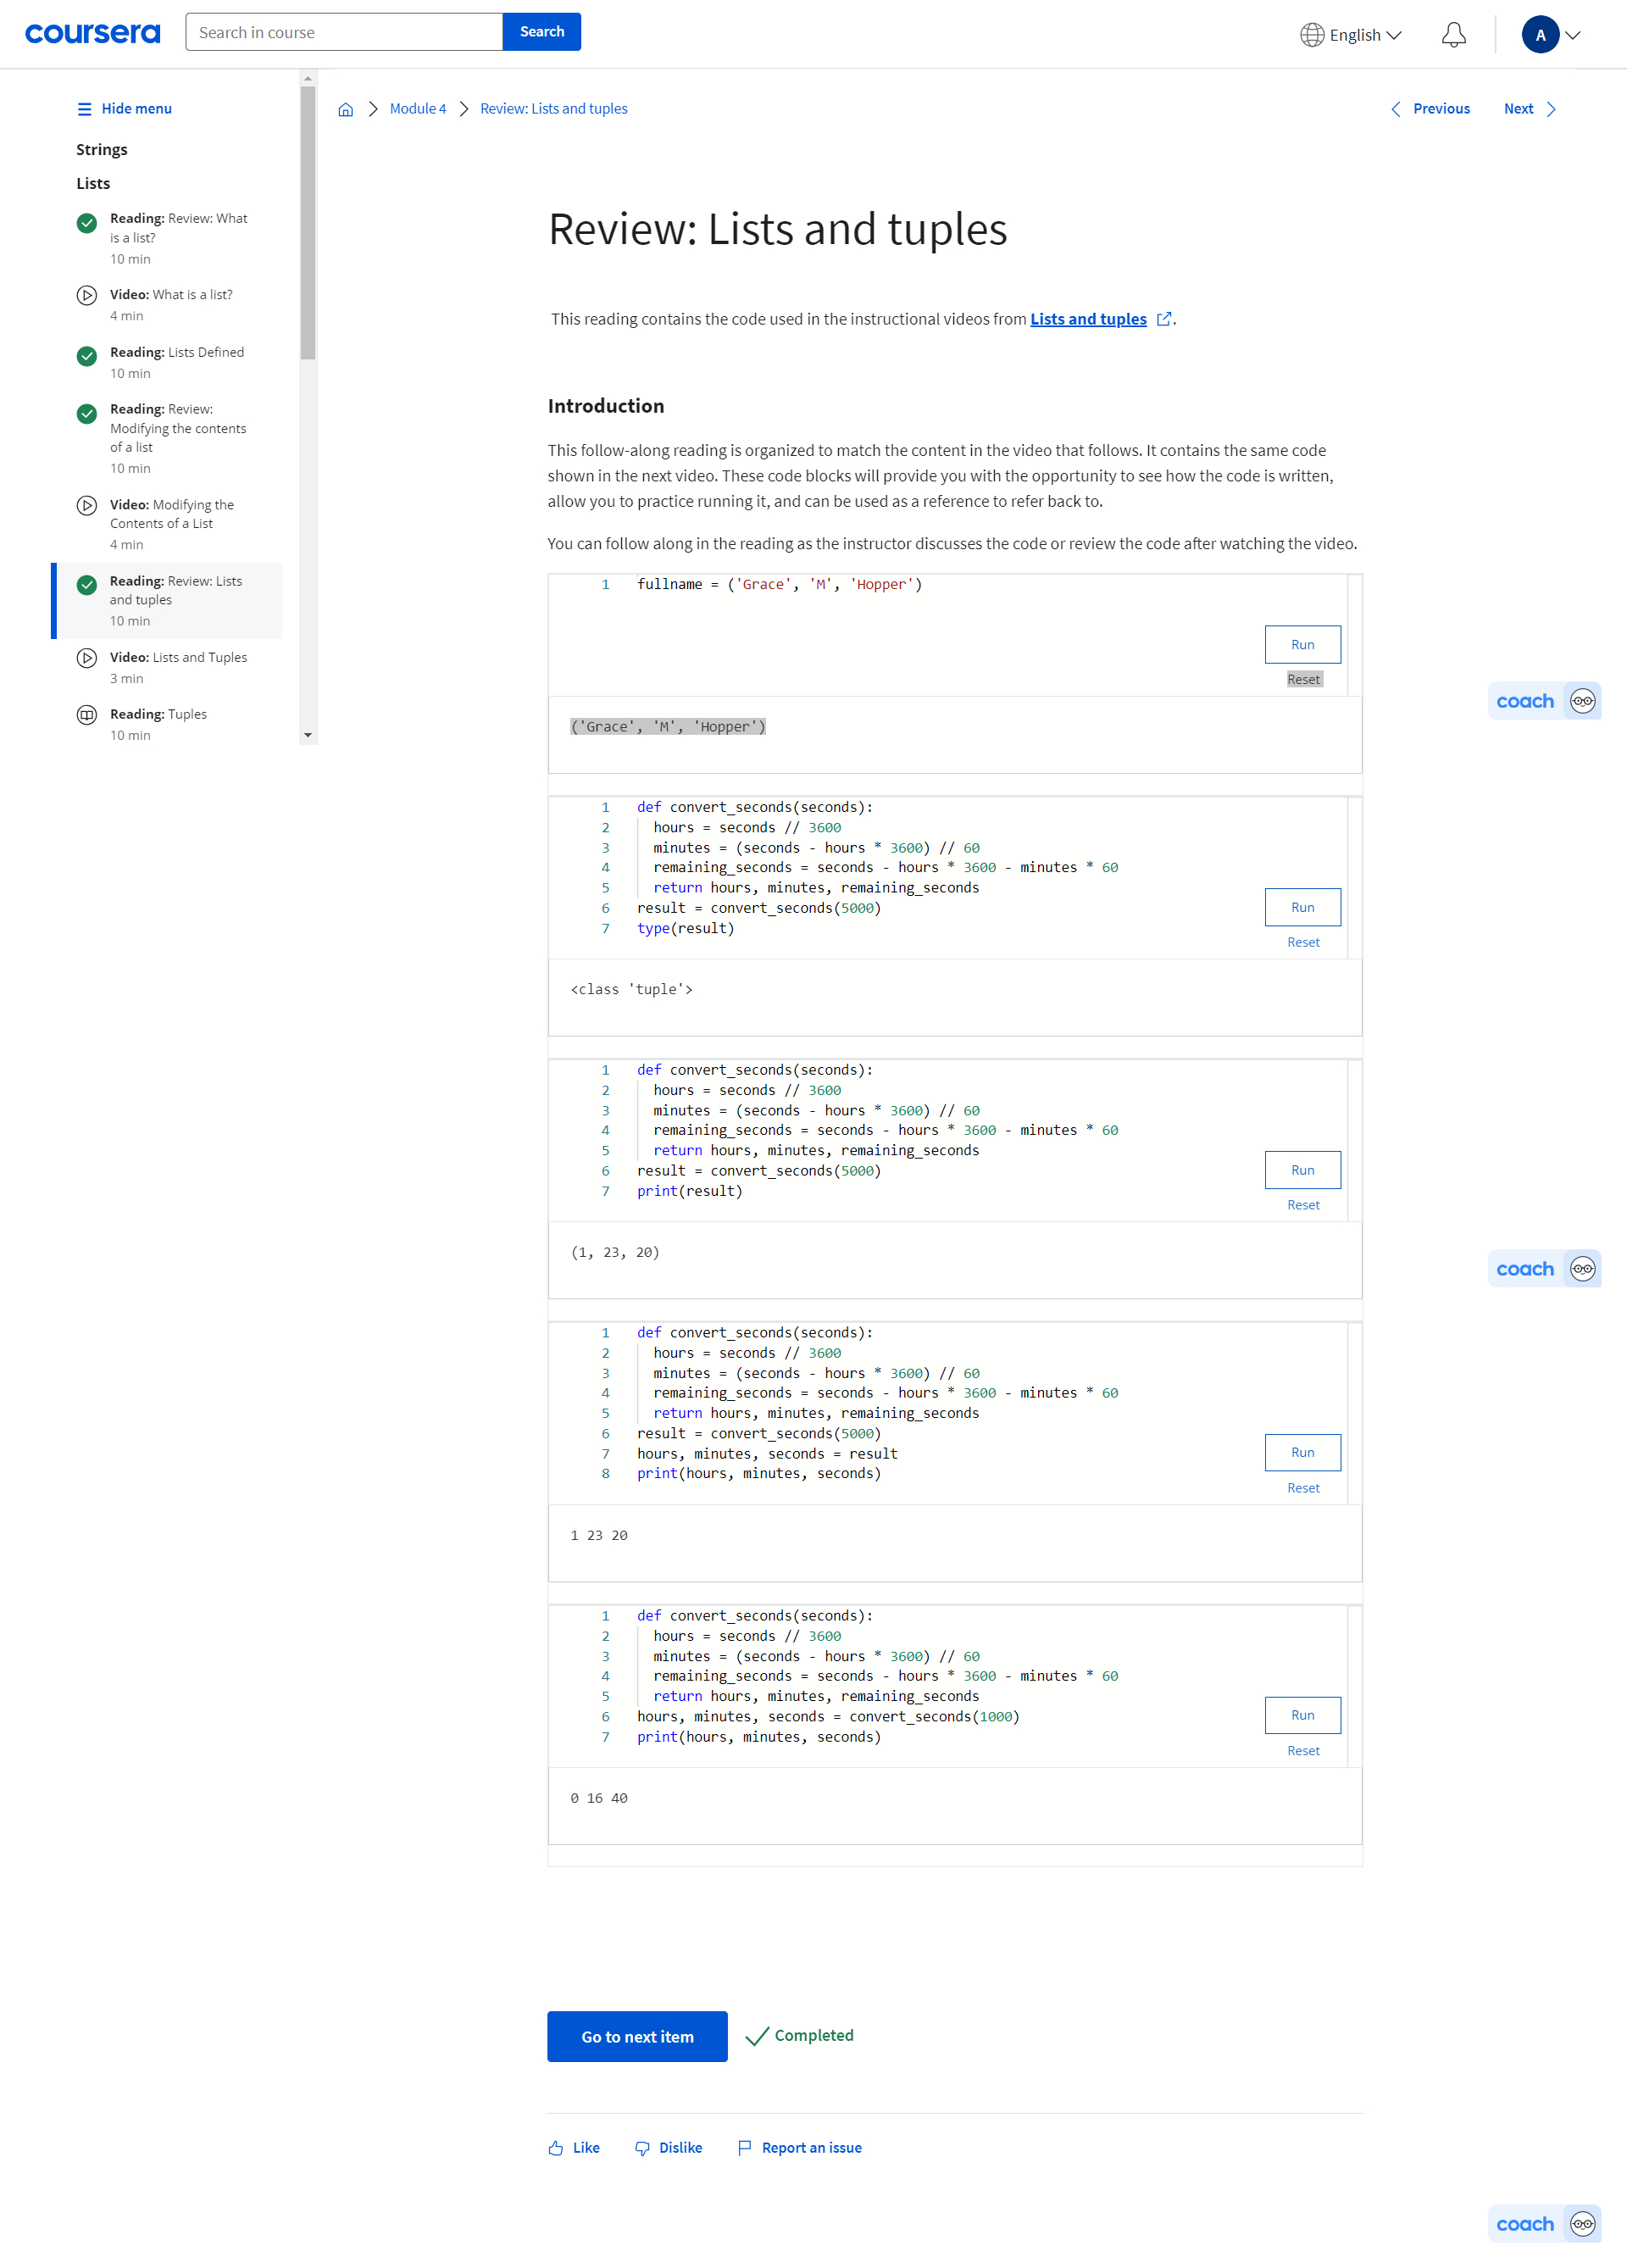 coursera
Search in course
Search
English
A
Hide menu
Module 4
Review: Lists and tuples
Previous
Next
Strings
Lists
Reading: Review: What
is a list?
10 min
Video: What is a list?
4 min
Reading: Lists Defined
10 min
Reading: Review:
Modifying the contents
of a list
10 min
Video: Modifying the
Contents of a List
4 min
Reading: Review: Lists
and tuples
10 min
Video: Lists and Tuples
3 min
Reading: Tuples
10 min
Review: Lists and tuples
This reading contains the code used in the instructional videos from Lists and tuples .
Introduction
This follow-along reading is organized to match the content in the video that follows. It contains the same code
shown in the next video. These code blocks will provide you with the opportunity to see how the code is written,
allow you to practice running it, and can be used as a reference to refer back to.
You can follow along in the reading as the instructor discusses the code or review the code after watching the video.
1 fullname = ('Grace', 'M', 'Hopper')
Run
Reset
coach
('Grace', 'M', 'Hopper')
1 def convert_seconds(seconds):
2 hours = seconds // 3600
3 minutes = (seconds - hours * 3600) // 60
4 remaining_seconds = seconds - hours * 3600 - minutes * 60
5 return hours, minutes, remaining_seconds
6 result = convert_seconds(5000)
7 type(result)
Run
Reset
<class 'tuple'>
1 def convert_seconds(seconds):
2 hours = seconds // 3600
3 minutes = (seconds - hours * 3600) // 60
4 remaining_seconds = seconds - hours * 3600 - minutes * 60
5 return hours, minutes, remaining_seconds
6 result = convert_seconds(5000)
7 print(result)
Run
Reset
(1, 23, 20)
coach
1 def convert_seconds(seconds):
2 hours = seconds // 3600
3 minutes = (seconds - hours * 3600) // 60
4 remaining_seconds = seconds - hours * 3600 - minutes * 60
5 return hours, minutes, remaining_seconds
6 result = convert_seconds(5000)
7 hours, minutes, seconds = result
8 print(hours, minutes, seconds)
Run
Reset
1 23 20
1 def convert_seconds(seconds):
2 hours = seconds // 3600
3 minutes = (seconds - hours * 3600) // 60
4 remaining_seconds = seconds - hours * 3600 - minutes * 60
5 return hours, minutes, remaining_seconds
6 hours, minutes, seconds = convert_seconds(1000)
7 print(hours, minutes, seconds)
Run
Reset
0 16 40
Go to next item
Completed
Like
Dislike
Report an issue
coach